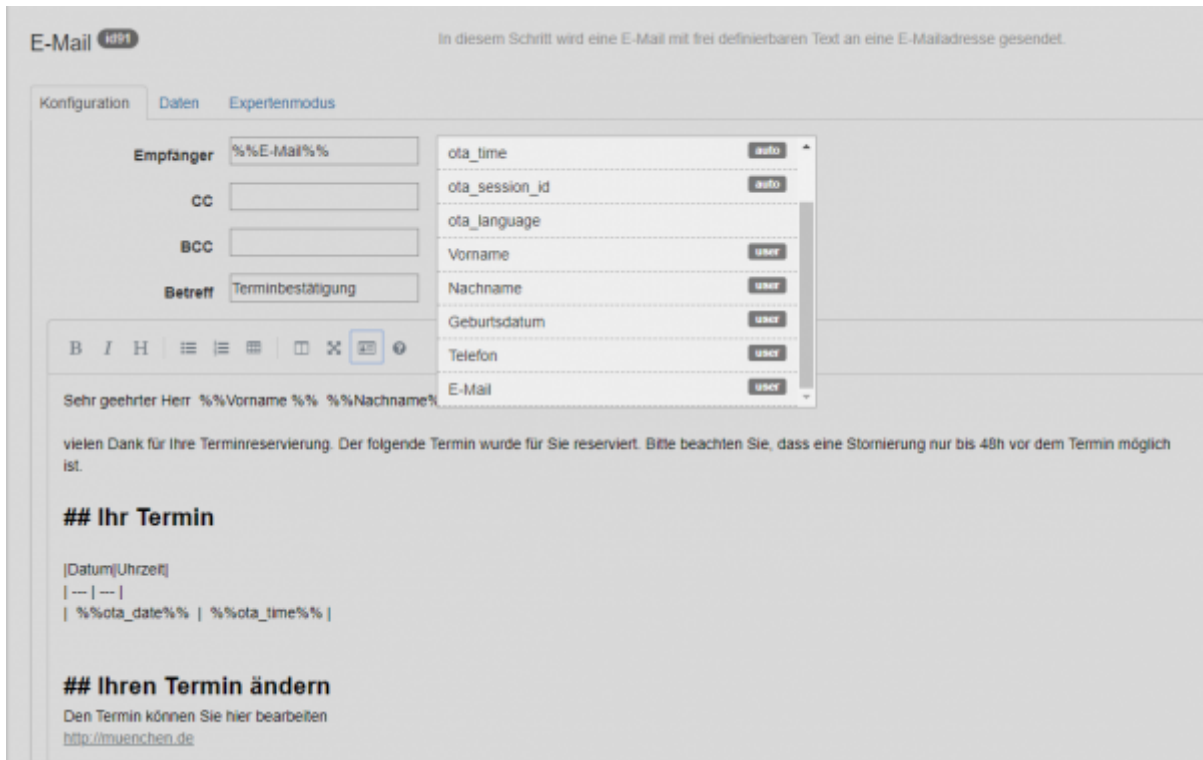 E-Mail id91
In diesem Schritt wird eine E-Mail mit frei definierbaren Text an eine E-Mailadresse gesendet.
Konfiguration Daten Expertenmodus
Empfänger %%E-Mail%%
CC
BCC
Betreff Terminbestätigung
ota_time auto
ota_session_id auto
ota_language
Vorname user
Nachname user
Geburtsdatum user
Telefon user
E-Mail user
B I H
Sehr geehrter Herr %%Vorname %% %%Nachname%
vielen Dank für Ihre Terminreservierung. Der folgende Termin wurde für Sie reserviert. Bitte beachten Sie, dass eine Stornierung nur bis 48h vor dem Termin möglich
ist.
## Ihr Termin
|Datum|Uhrzeit|
| --- | --- |
| %%ota_date%% | %%ota_time%% |
## Ihren Termin ändern
Den Termin können Sie hier bearbeiten
http://muenchen.de